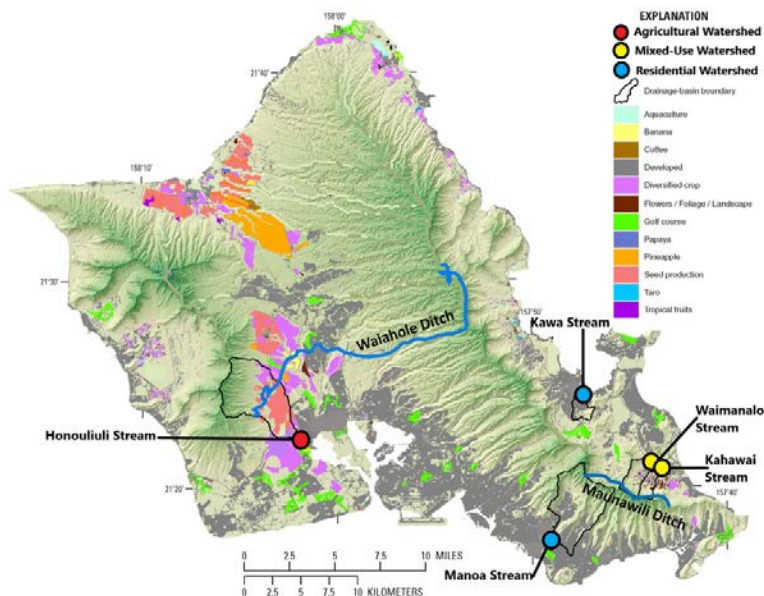 EXPLANATION
Agricultural Watershed
Mixed-Use Watershed
Residential Watershed
Drainage-basin boundary
Aquaculture
Banana
Coffee
Developed
Diversified crop
Flowers / Foliage / Landscape
Golf course
Papaya
Pineapple
Seed production
Taro
Tropical fruits
158°00'
21°40'
158°10'
21°30'
157°50'
Kawa Stream
Waiahole Ditch
Waimanalo
Stream
Honouliuli Stream
Kahawai
Stream
21°20'
157°40'
Maunawili Ditch
Manoa Stream
0 2.5 5 7.5 10 MILES
0 2.5 5 7.5 10 KILOMETERS